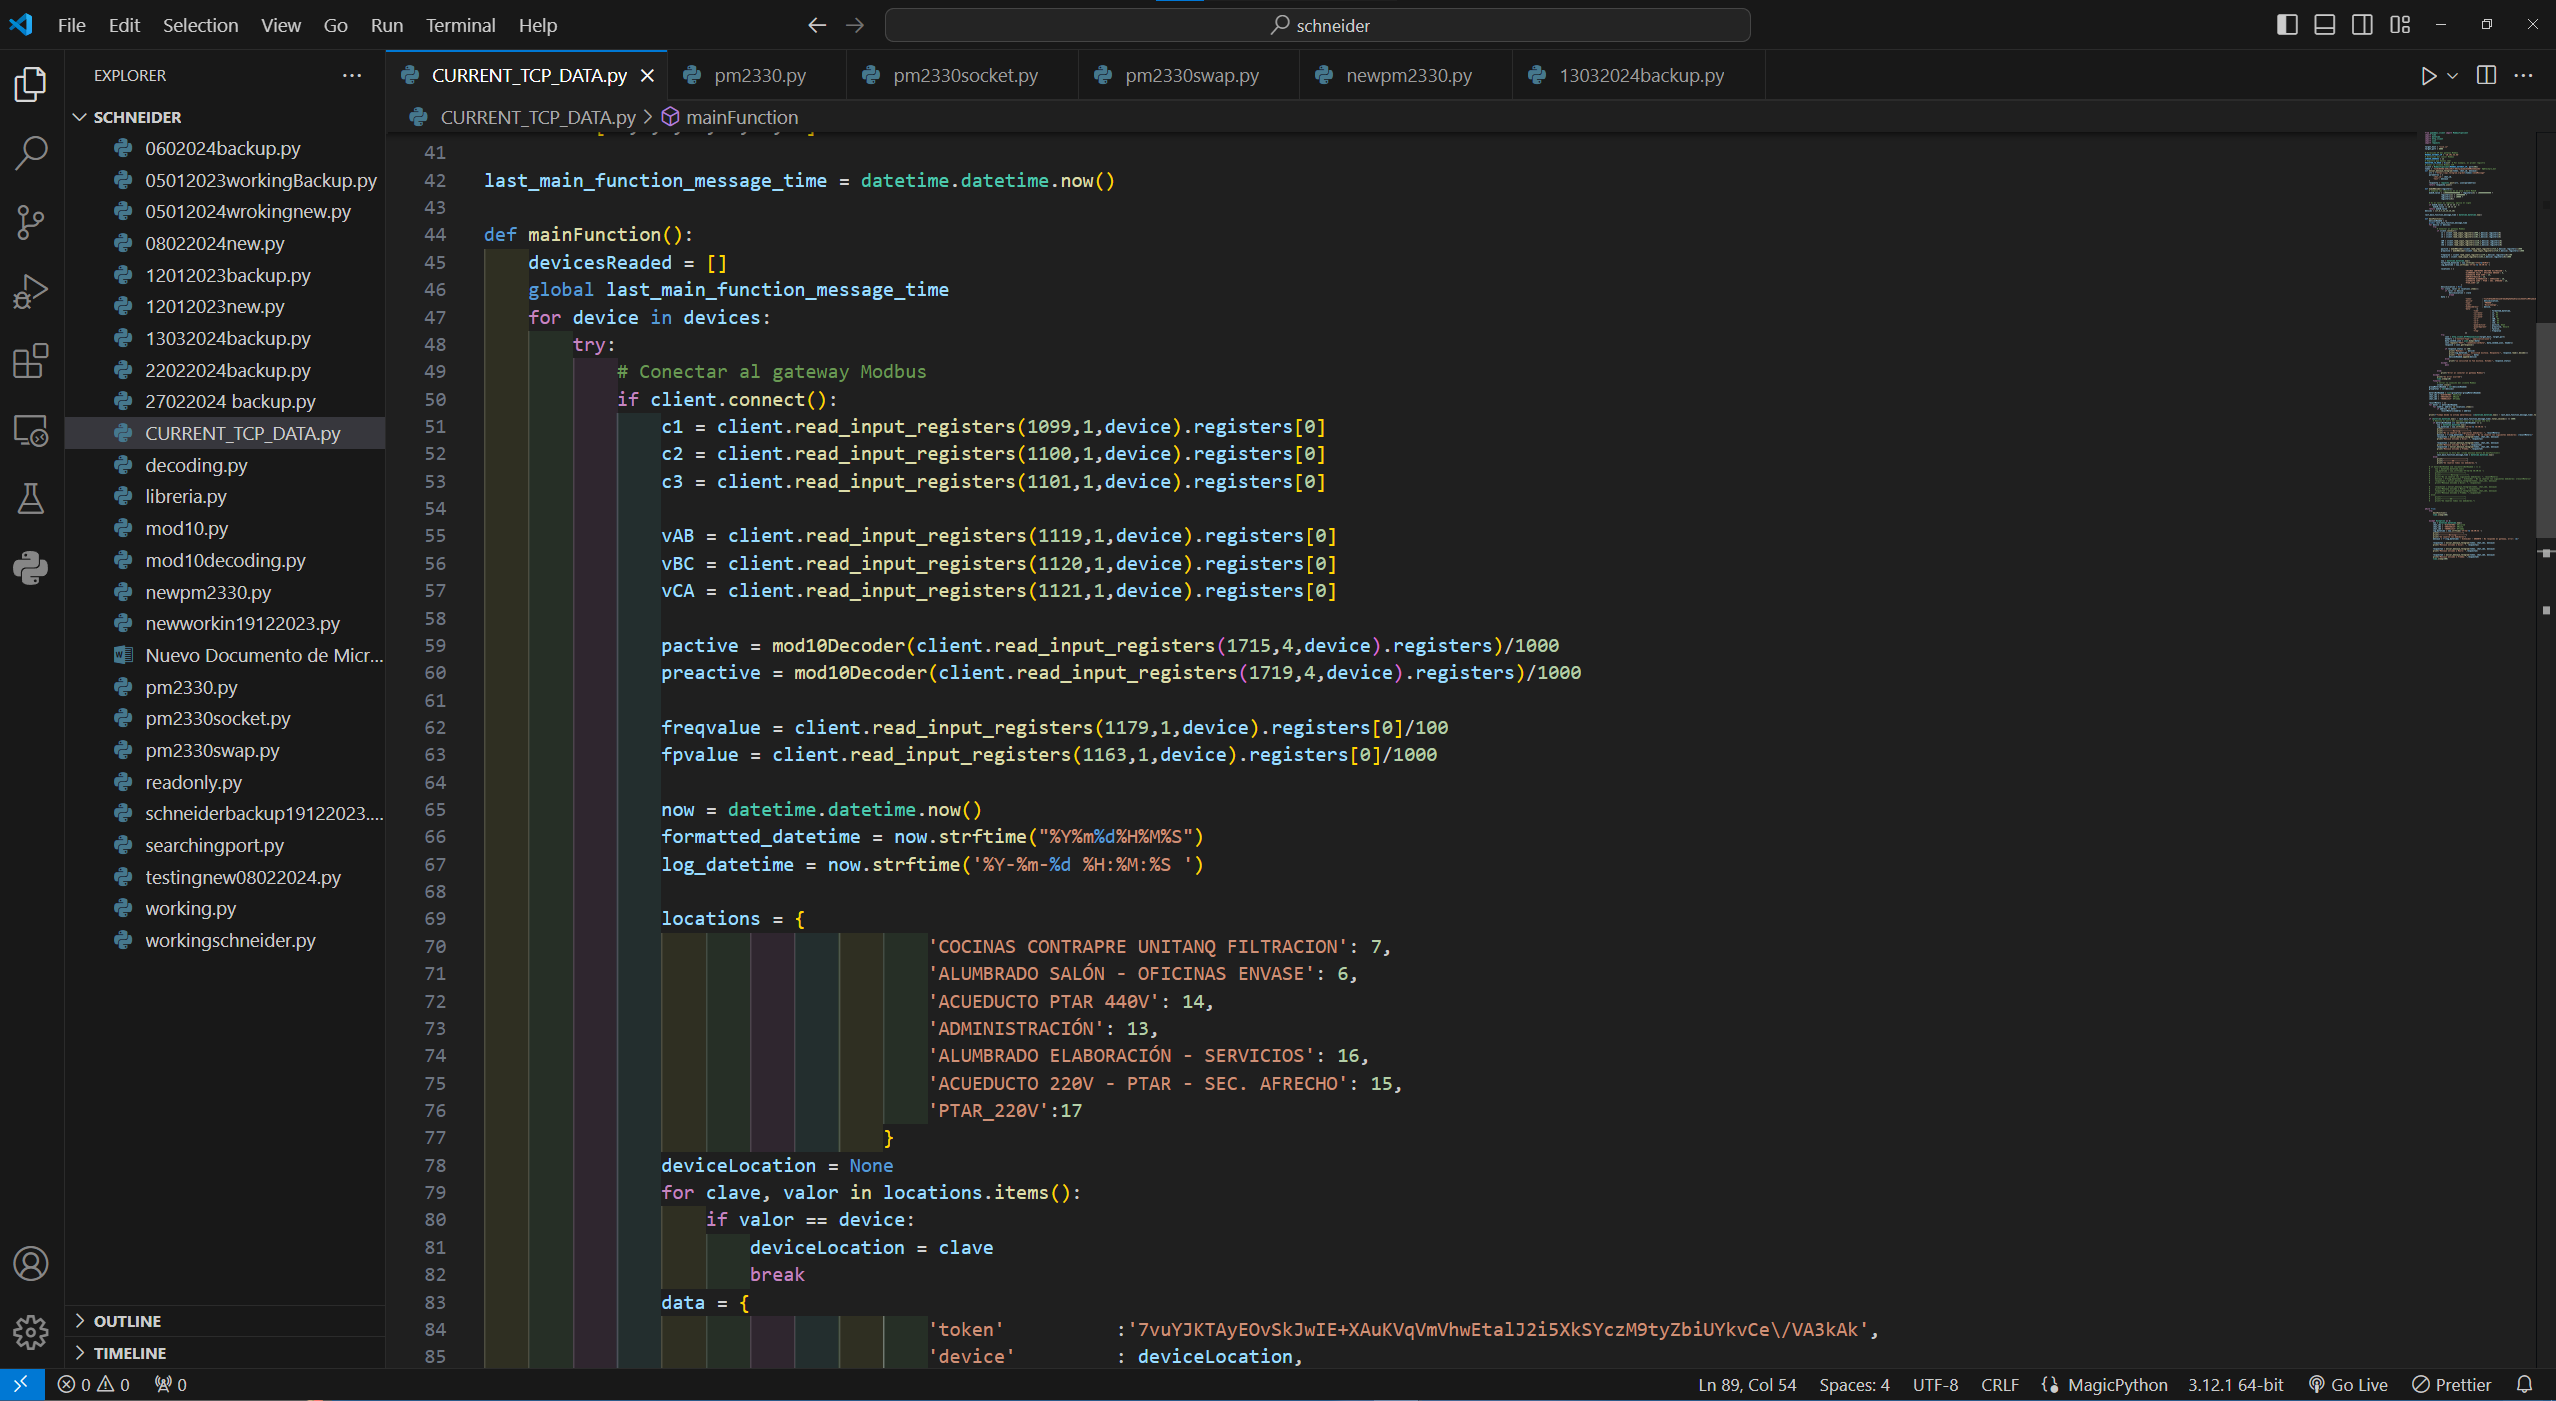 File Edit Selection View Go Run Terminal Help
schneider
EXPLORER
CURRENT_TCP_DATA.py
pm2330.py
pm2330socket.py
pm2330swap.py
newpm2330.py
13032024backup.py
CURRENT_TCP_DATA.py > mainFunction
SCHNEIDER
0602024backup.py
05012023workingBackup.py
05012024wrokingnew.py
08022024new.py
12012023backup.py
12012023new.py
13032024backup.py
22022024backup.py
27022024 backup.py
CURRENT_TCP_DATA.py
decoding.py
libreria.py
mod10.py
mod10decoding.py
newpm2330.py
newworkin19122023.py
Nuevo Documento de Micr...
pm2330.py
pm2330socket.py
pm2330swap.py
readonly.py
schneiderbackup19122023....
searchingport.py
testingnew08022024.py
working.py
workingschneider.py
OUTLINE
TIMELINE
41
42 last_main_function_message_time = datetime.datetime.now()
43
44 def mainFunction():
45 devicesReaded = []
46 global last_main_function_message_time
47 for device in devices:
48 try:
49 # Conectar al gateway Modbus
50 if client.connect():
51 c1 = client.read_input_registers(1099,1,device).registers[0]
52 c2 = client.read_input_registers(1100,1,device).registers[0]
53 c3 = client.read_input_registers(1101,1,device).registers[0]
54
55 vAB = client.read_input_registers(1119,1,device).registers[0]
56 vBC = client.read_input_registers(1120,1,device).registers[0]
57 vCA = client.read_input_registers(1121,1,device).registers[0]
58
59 pactive = mod10Decoder(client.read_input_registers(1715,4,device).registers)/1000
60 preactive = mod10Decoder(client.read_input_registers(1719,4,device).registers)/1000
61
62 freqvalue = client.read_input_registers(1179,1,device).registers[0]/100
63 fpvalue = client.read_input_registers(1163,1,device).registers[0]/1000
64
65 now = datetime.datetime.now()
66 formatted_datetime = now.strftime("%Y%m%d%H%M%S")
67 log_datetime = now.strftime('%Y-%m-%d %H:%M:%S ')
68
69 locations = {
70 'COCINAS CONTRAPRE UNITANQ FILTRACION': 7,
71 'ALUMBRADO SALÓN - OFICINAS ENVASE': 6,
72 'ACUEDUCTO PTAR 440V': 14,
73 'ADMINISTRACIÓN': 13,
74 'ALUMBRADO ELABORACIÓN - SERVICIOS': 16,
75 'ACUEDUCTO 220V - PTAR - SEC. AFRECHO': 15,
76 'PTAR_220V':17
77 }
78 deviceLocation = None
79 for clave, valor in locations.items():
80 if valor == device:
81 deviceLocation = clave
82 break
83 data = {
84 'token' :'7vuYJKTAyEOvSkJwIE+XAuKVqVmVhwEtalJ2i5XkSYczM9tyZbiUYkvCe\/VA3kAk',
85 'device' : deviceLocation,
0 0 0
Ln 89, Col 54 Spaces: 4 UTF-8 CRLF MagicPython 3.12.1 64-bit Go Live Prettier